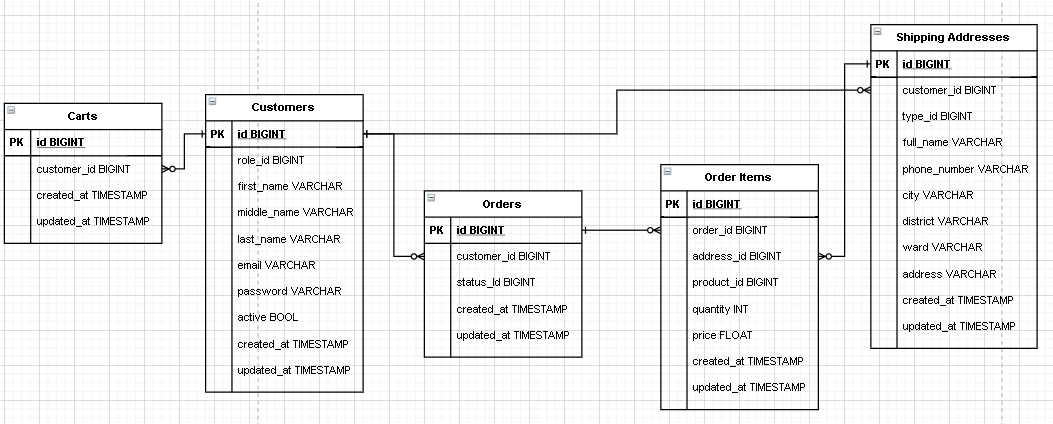 Carts
PK id BIGINT
customer_id BIGINT
created_at TIMESTAMP
updated_at TIMESTAMP
Customers
PK id BIGINT
role_id BIGINT
first_name VARCHAR
middle_name VARCHAR
last_name VARCHAR
email VARCHAR
password VARCHAR
active BOOL
created_at TIMESTAMP
updated_at TIMESTAMP
Orders
PK id BIGINT
customer_id BIGINT
status_Id BIGINT
created_at TIMESTAMP
updated_at TIMESTAMP
Order Items
PK id BIGINT
order_id BIGINT
address_id BIGINT
product_id BIGINT
quantity INT
price FLOAT
created_at TIMESTAMP
updated_at TIMESTAMP
Shipping Addresses
PK id BIGINT
customer_id BIGINT
type_id BIGINT
full_name VARCHAR
phone_number VARCHAR
city VARCHAR
district VARCHAR
ward VARCHAR
address VARCHAR
created_at TIMESTAMP
updated_at TIMESTAMP